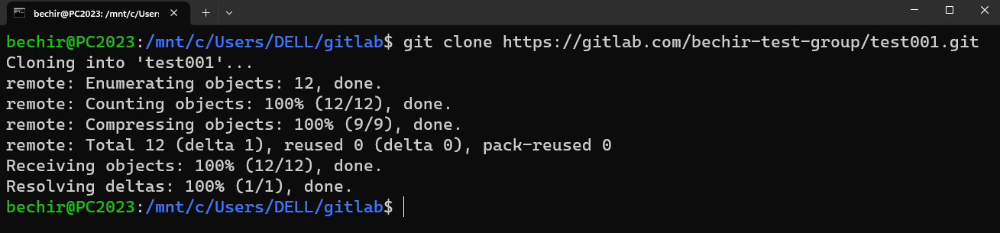 bechir@PC2023: /mnt/c/User:
bechir@PC2023:/mnt/c/Users/DELL/gitlab$ git clone https://gitlab.com/bechir-test-group/test001.git
Cloning into 'test001'...
remote: Enumerating objects: 12, done.
remote: Counting objects: 100% (12/12), done.
remote: Compressing objects: 100% (9/9), done.
remote: Total 12 (delta 1), reused 0 (delta 0), pack-reused 0
Receiving objects: 100% (12/12), done.
Resolving deltas: 100% (1/1), done.
bechir@PC2023:/mnt/c/Users/DELL/gitlab$